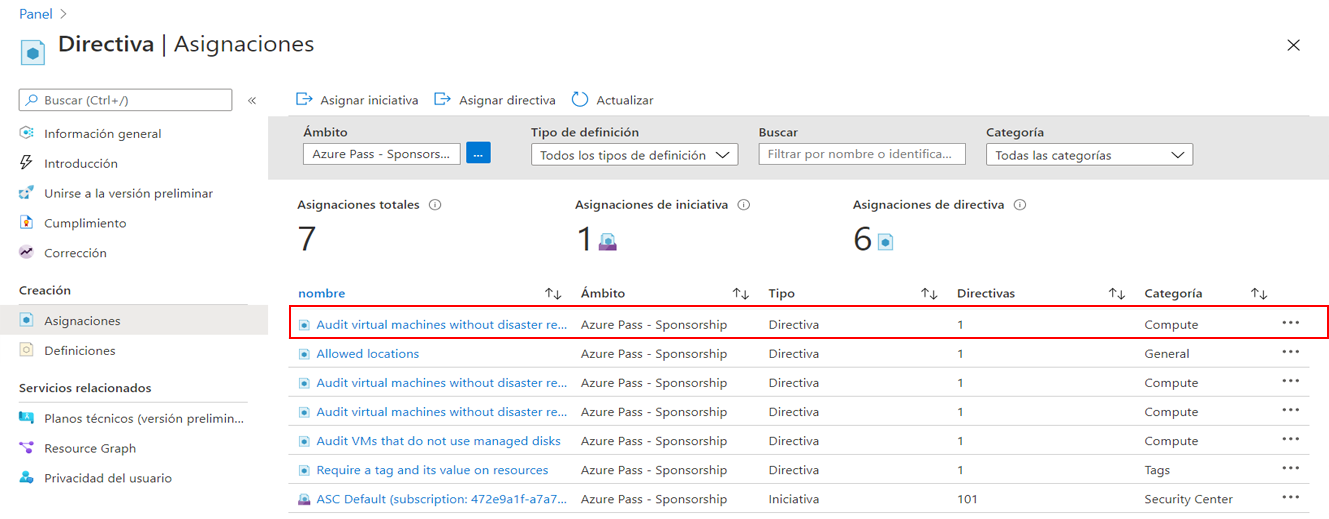 Panel >
Directiva | Asignaciones
Buscar (Ctrl+/)
«
Información general
Introducción
Unirse a la versión preliminar
Cumplimiento
Corrección
Creación
Asignaciones
Definiciones
Servicios relacionados
Planos técnicos (versión prelimin...
Resource Graph
Privacidad del usuario
Asignar iniciativa Asignar directiva Actualizar
Ámbito Tipo de definición Buscar Categoría
Azure Pass - Sponsors... ... Todos los tipos de definición Filtrar por nombre o identifica... Todas las categorías
Asignaciones totales Asignaciones de iniciativa Asignaciones de directiva
7 1 6
nombre Ámbito Tipo Directivas Categoría
Audit virtual machines without disaster re... Azure Pass - Sponsorship Directiva 1 Compute ...
Allowed locations Azure Pass - Sponsorship Directiva 1 General ...
Audit virtual machines without disaster re... Azure Pass - Sponsorship Directiva 1 Compute ...
Audit virtual machines without disaster re... Azure Pass - Sponsorship Directiva 1 Compute ...
Audit VMs that do not use managed disks Azure Pass - Sponsorship Directiva 1 Compute ...
Require a tag and its value on resources Azure Pass - Sponsorship Directiva 1 Tags ...
ASC Default (subscription: 472e9a1f-a7a7... Azure Pass - Sponsorship Iniciativa 101 Security Center ...